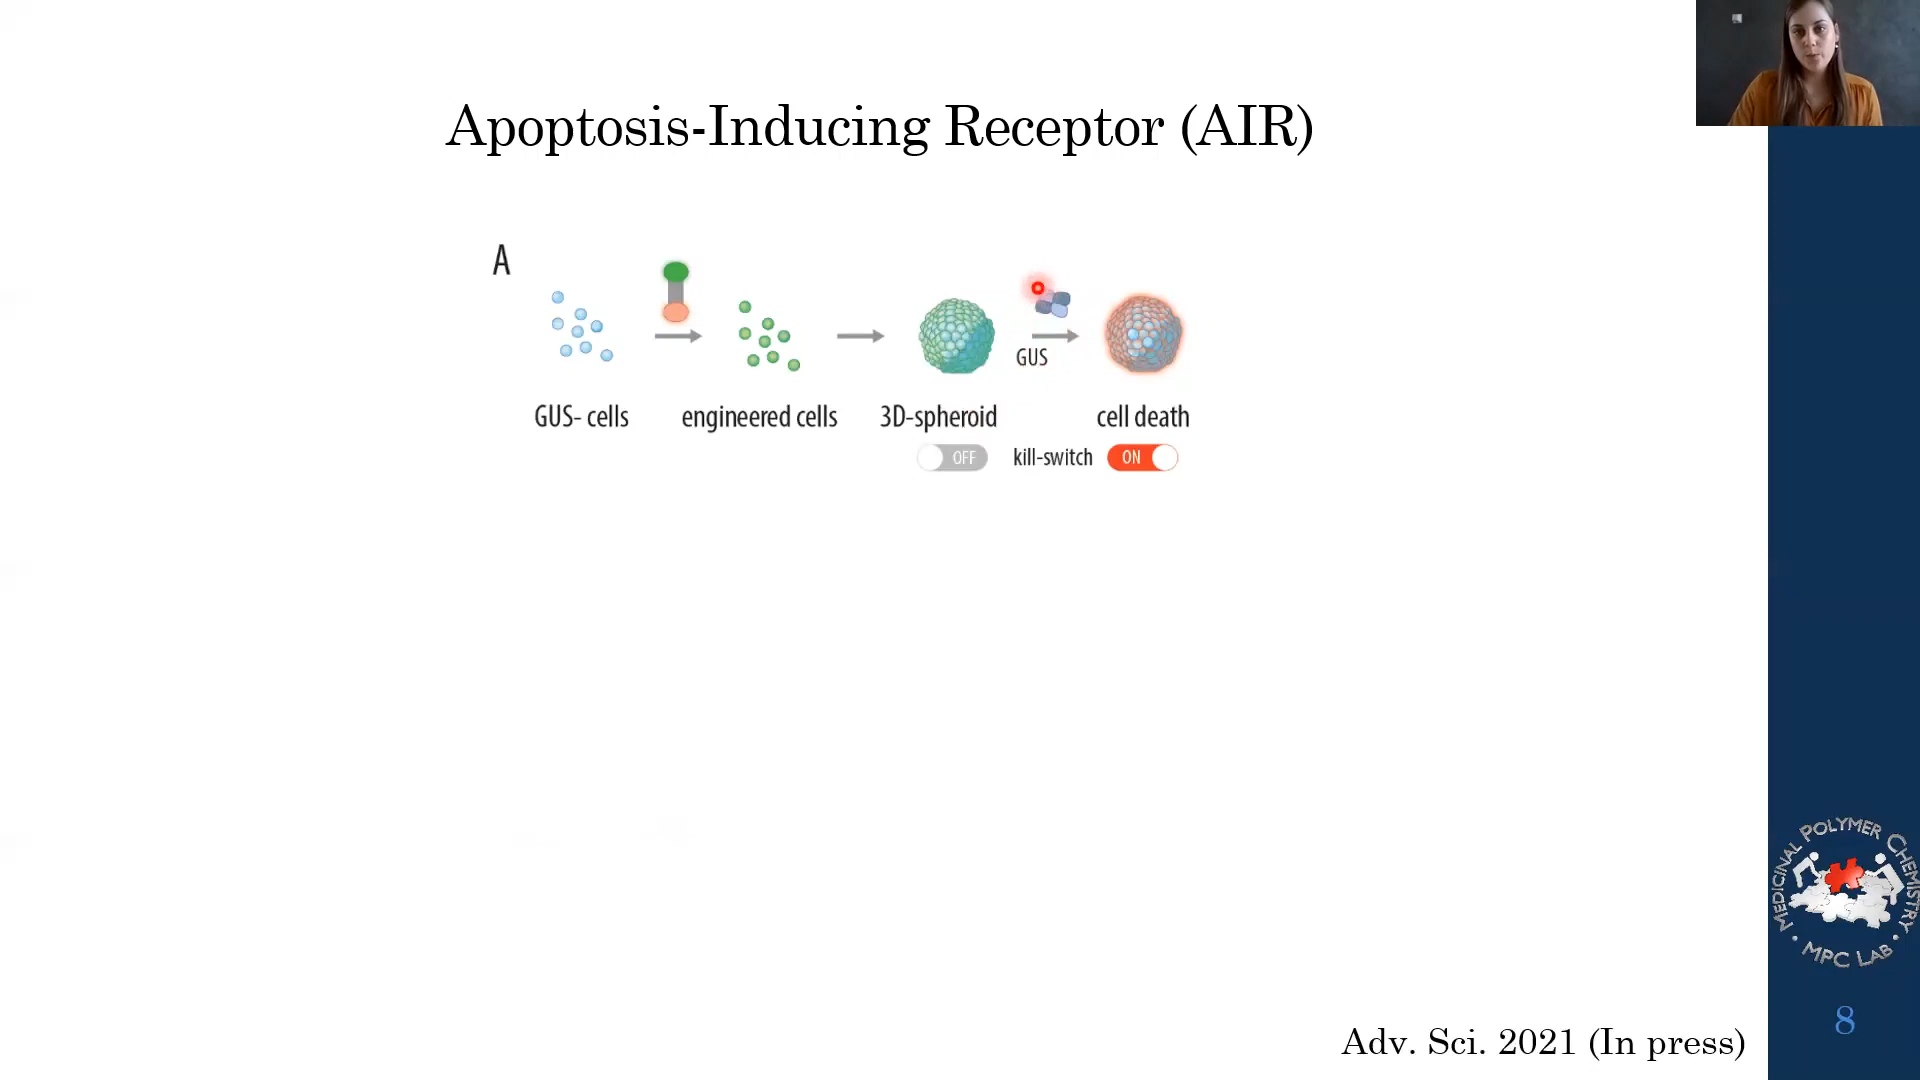 Apoptosis-Inducing Receptor (AIR)
A
GUS
GUS- cells engineered cells 3D-spheroid cell death
OFF kill-switch ON
MEDICINAL POLYMER CHEMISTRY
• MPC LAB •
8
Adv. Sci. 2021 (In press)